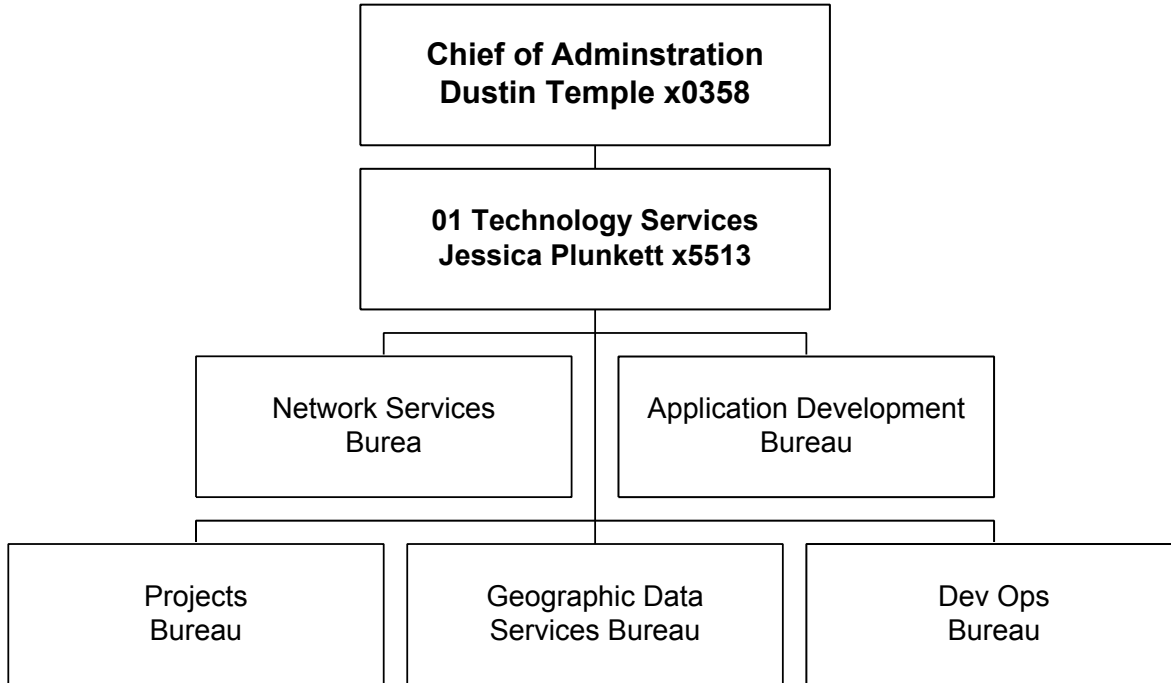 Chief of Adminstration
Dustin Temple x0358
01 Technology Services
Jessica Plunkett x5513
Network Services
Burea
Application Development
Bureau
Projects
Bureau
Geographic Data
Services Bureau
Dev Ops
Bureau